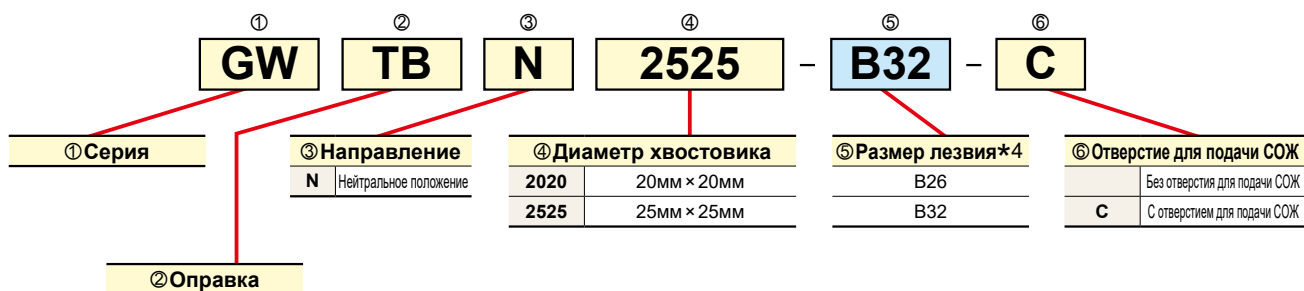 ① ② ③ ④ ⑤ ⑥
GW TB N 2525 – B32 – C
①Серия
③Направление
N Нейтральное положение
④Диаметр хвостовика
2020 20мм × 20мм
2525 25мм × 25мм
⑤Размер лезвия*4
B26
B32
⑥Отверстие для подачи СОЖ
Без отверстия для подачи СОЖ
C С отверстием для подачи СОЖ
②Оправка